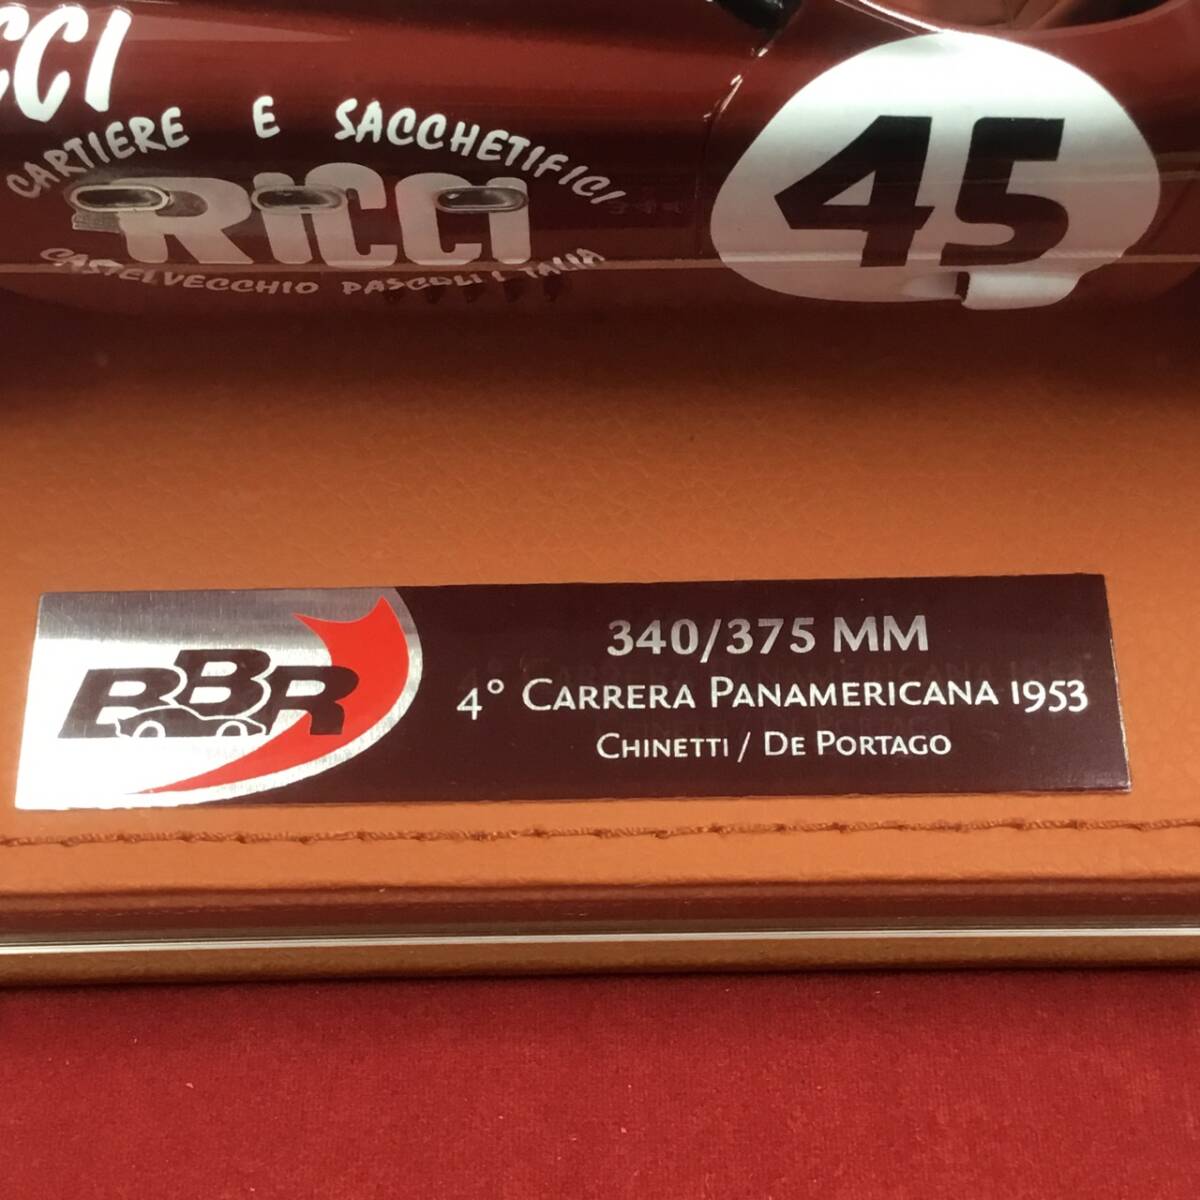 CCI
CARTIERE E SACCHETIFICI
RICCI
CASTELVECCHIO PASCOLI ITALIA
45
BBR
340/375 MM
4° CARRERA PANAMERICANA 1953
CHINETTI / DE PORTAGO